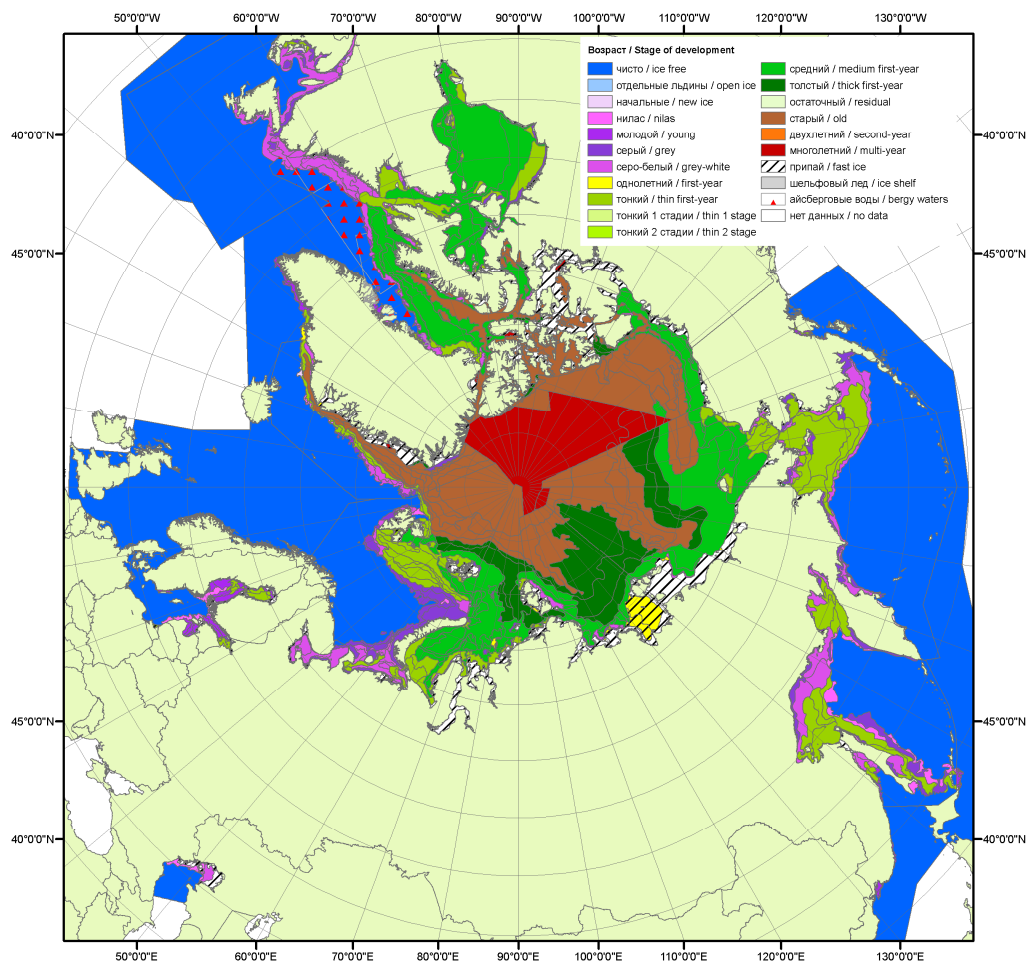 50°0'0"W 60°0'0"W 70°0'0"W 80°0'0"W 90°0'0"W 100°0'0"W 110°0'0"W 120°0'0"W 130°0'0"W
Возраст / Stage of development
чисто / ice free
отдельные льдины / open ice
начальные / new ice
нилас / nilas
молодой / young
серый / grey
серо-белый / grey-white
однолетний / first-year
тонкий / thin first-year
тонкий 1 стадии / thin 1 stage
тонкий 2 стадии / thin 2 stage
средний / medium first-year
толстый / thick first-year
остаточный / residual
старый / old
двухлетний / second-year
многолетний / multi-year
припай / fast ice
шельфовый лед / ice shelf
айсберговые воды / bergy waters
нет данных / no data
40°0'0"N 40°0'0"N
45°0'0"N 45°0'0"N
45°0'0"N 45°0'0"N
40°0'0"N 40°0'0"N
50°0'0"E 60°0'0"E 70°0'0"E 80°0'0"E 90°0'0"E 100°0'0"E 110°0'0"E 120°0'0"E 130°0'0"E